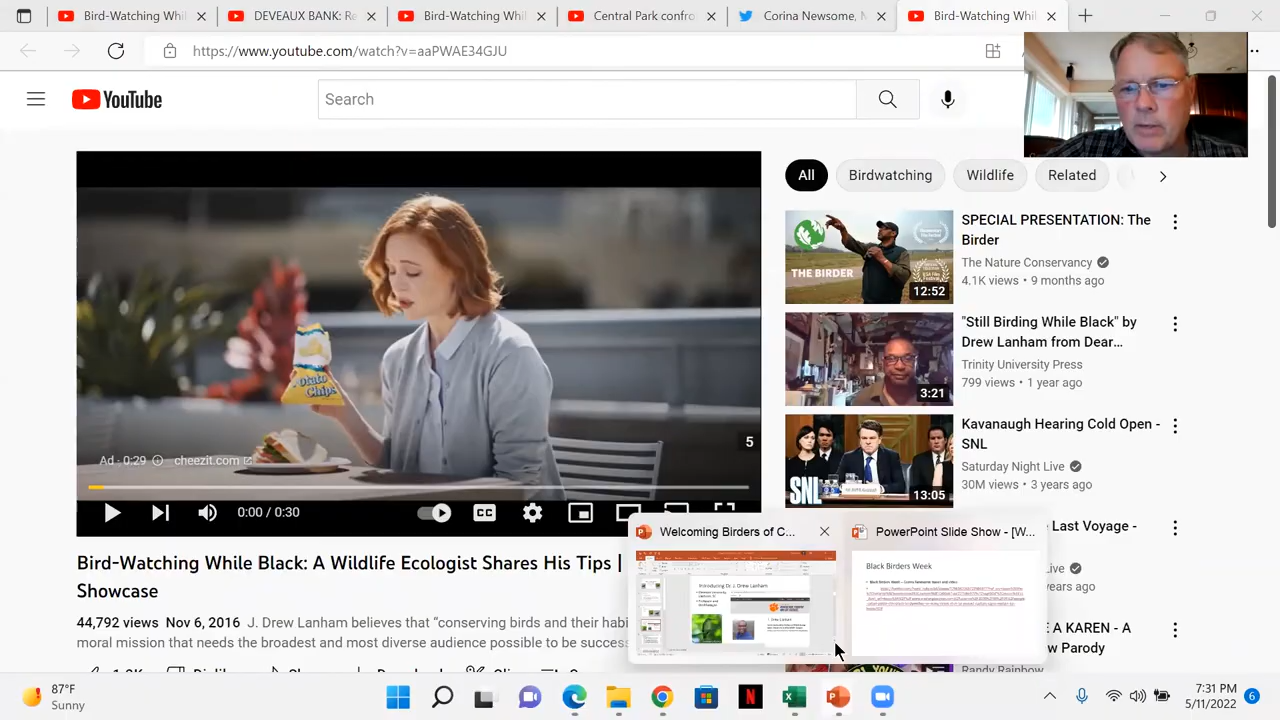 Bird-Watching Whil
DEVEAUX BANK: Re
Bird-Watching Whil
Central Park confro
Corina Newsome, M
Bird-Watching Whil
https://www.youtube.com/watch?v=aaPWAE34GJU
YouTube
Search
All
Birdwatching
Wildlife
Related
THE BIRDER
12:52
SPECIAL PRESENTATION: The
Birder
The Nature Conservancy
4.1K views • 9 months ago
3:21
"Still Birding While Black" by
Drew Lanham from Dear...
Trinity University Press
799 views • 1 year ago
SNL
13:05
Kavanaugh Hearing Cold Open -
SNL
Saturday Night Live
30M views • 3 years ago
5
Ad · 0:29
cheezit.com
0:00 / 0:30
CC
Last Voyage -
Live
years ago
A KAREN - A
w Parody
Randy Rainbow
Welcoming Birders of C...
PowerPoint Slide Show - [W...
Introducing Dr. J. Drew Lanham
Black Birders Week
Bird-Watching While Black: A Wildlife Ecologist Shares His Tips |
Showcase
44,792 views Nov 3, 2016 J. Drew Lanham believes that "conserving birds and their habi
moral mission that needs the broadest and most diverse audience possible to be success
87°F
Sunny
7:31 PM
5/11/2022
6